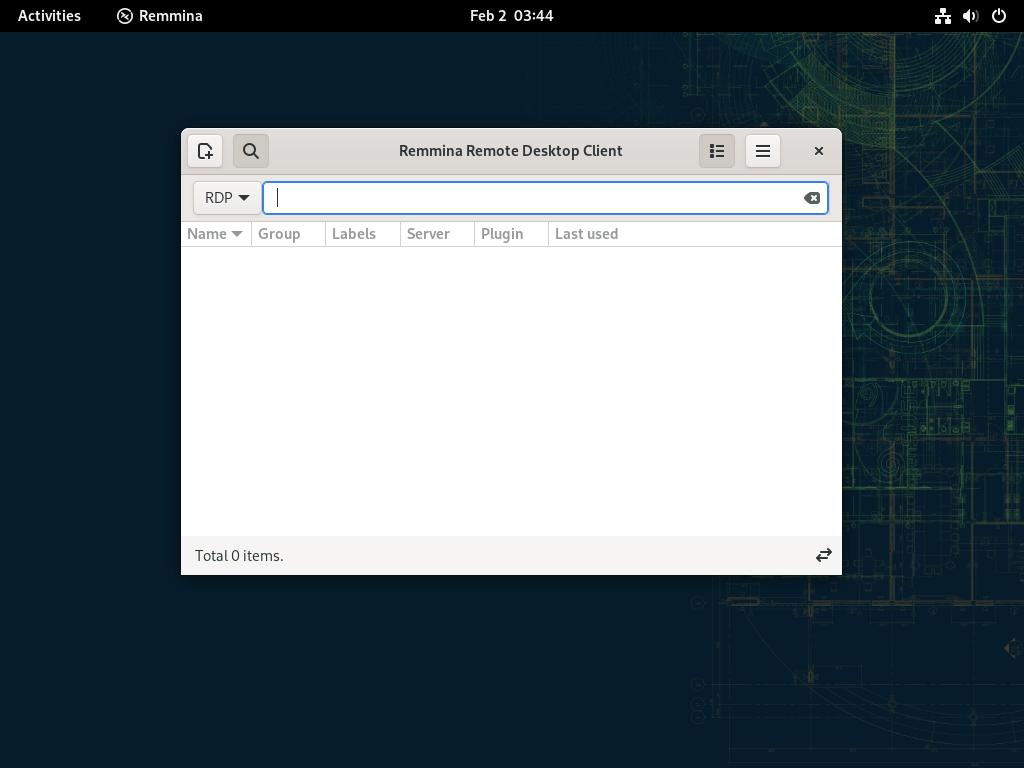 Activities Remmina Feb 2 03:44
Remmina Remote Desktop Client
RDP
Name Group Labels Server Plugin Last used
Total 0 items.